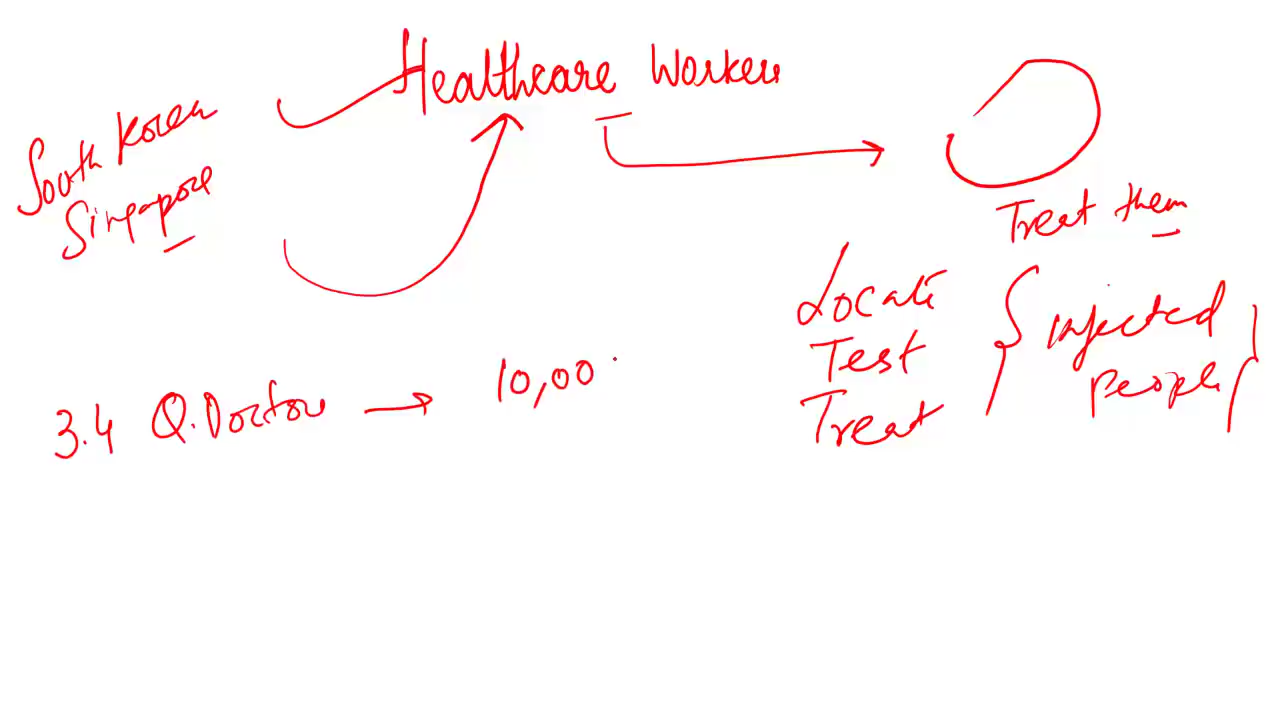 Healthcare Workers
South Korea
Singapore
Treat them
Locate
Test
Treat
infected
people
3.4 Q. Doctors → 10,00